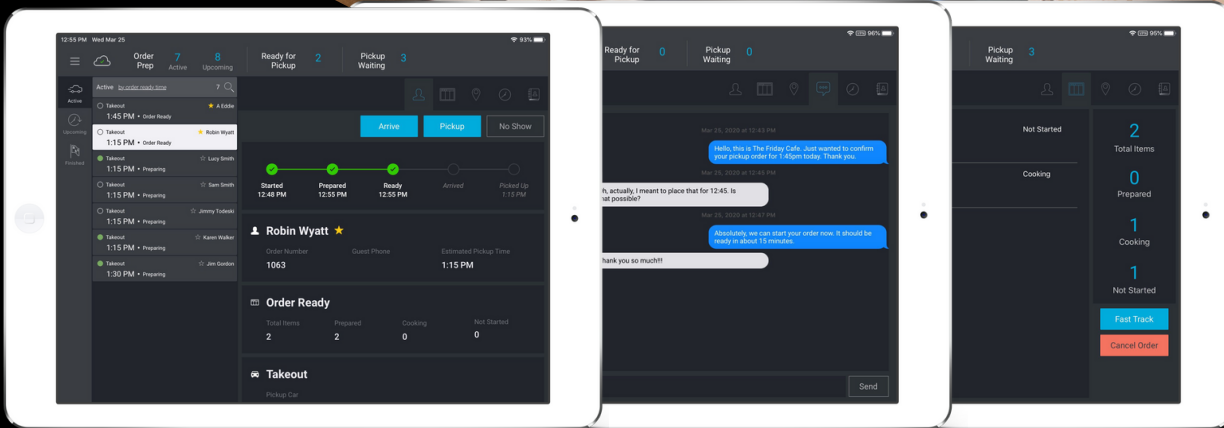 12:55 PM Wed Mar 25
93%
Order Prep
7 Active
8 Upcoming
Ready for Pickup
2
Pickup Waiting
3
Active
Upcoming
Finished
Active by order ready time 7
Takeout A Eddie
1:45 PM • Order Ready
Takeout Robin Wyatt
1:15 PM • Order Ready
Takeout Lucy Smith
1:15 PM • Preparing
Takeout Sam Smith
1:15 PM • Preparing
Takeout Jimmy Todeski
1:15 PM • Preparing
Takeout Karen Walker
1:15 PM • Preparing
Takeout Jim Gordon
1:30 PM • Preparing
Arrive Pickup No Show
Started Prepared Ready Arrived Picked Up
12:48 PM 12:55 PM 12:55 PM 1:15 PM
Robin Wyatt
Order Number Guest Phone Estimated Pickup Time
1063 1:15 PM
Order Ready
Total Items Prepared Cooking Not Started
2 2 0 0
Takeout
Pickup Car
96%
Ready for Pickup
0
Pickup Waiting
0
Mar 25, 2020 at 12:43 PM
Hello, this is The Friday Cafe. Just wanted to confirm
your pickup order for 1:45pm today. Thank you.
Mar 25, 2020 at 12:45 PM
h, actually, I meant to place that for 12:45. Is
hat possible?
Mar 25, 2020 at 12:47 PM
Absolutely, we can start your order now. It should be
ready in about 15 minutes
hank you so much!!!
Send
95%
Pickup Waiting
3
Not Started
Cooking
2
Total Items
0
Prepared
1
Cooking
1
Not Started
Fast Track
Cancel Order